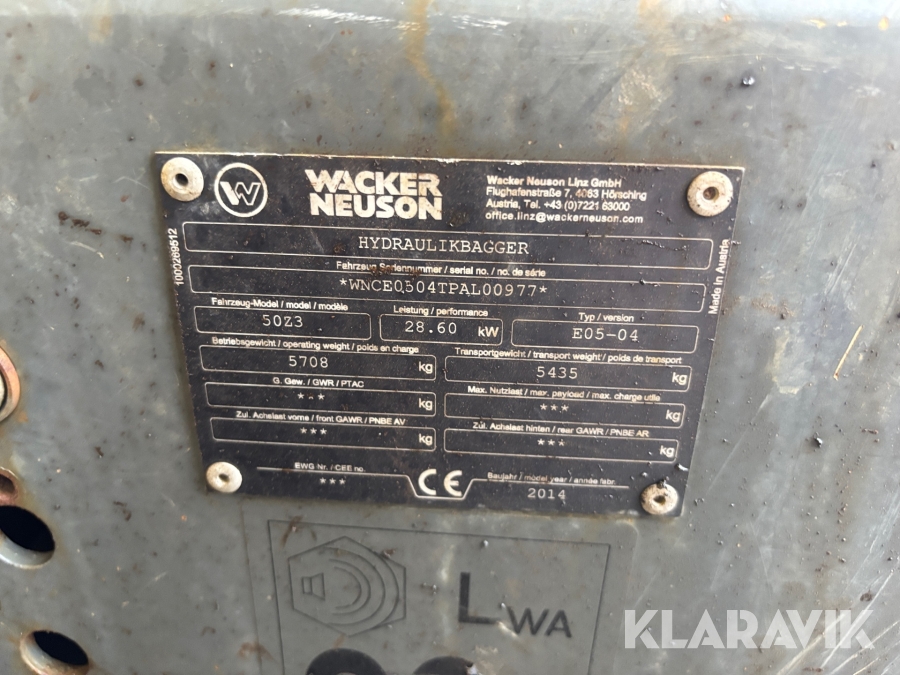 WACKER
NEUSON
Wacker Neuson Linz GmbH
Flughafenstraße 7, 4063 Hörsching
Austria, Tel. +43 (0)7221 63000
office.linz@wackerneuson.com
1000289512
HYDRAULIKBAGGER
Fahrzeug Seriennummer / serial no. / no. de série
*WNCE0504TPAL00977*
Made in Austria
Fahrzeug-Model / model / modèle
50Z3
Leistung / performance
28.60 kW
Typ / version
E05-04
Betriebsgewicht / operating weight / poids en charge
5708 kg
Transportgewicht / transport weight / poids de transport
5435 kg
G. Gew. / GWR / PTAC
*** kg
Max. Nutzlast / max. payload / max. charge utile
*** kg
Zul. Achslast vorne / front GAWR / PNBE AV
*** kg
Zul. Achslast hinten / rear GAWR / PNBE AR
*** kg
EWG Nr. / CEE no.
***
CE
Baujahr / model year / année fabr.
2014
LWA
KLARAVIK